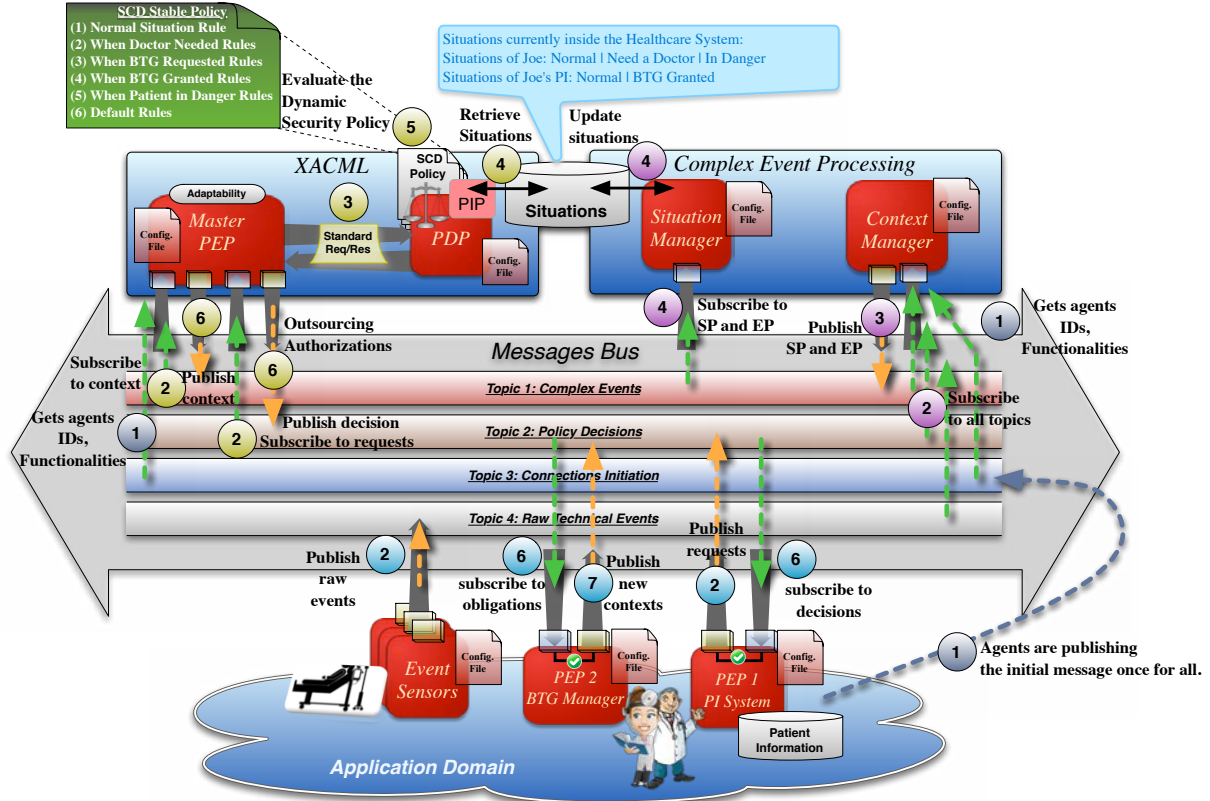 SCD Stable Policy
(1) Normal Situation Rule
(2) When Doctor Needed Rules
(3) When BTG Requested Rules
(4) When BTG Granted Rules
(5) When Patient in Danger Rules
(6) Default Rules
Situations currently inside the Healthcare System:
Situations of Joe: Normal | Need a Doctor | In Danger
Situations of Joe's PI: Normal | BTG Granted
Evaluate the
Dynamic
Security Policy
5
Retrieve
Situations
4
Update
situations
4
XACML
SCD
Policy
Complex Event Processing
Adaptability
Master
PEP
Config.
File
3
Standard
Req/Res
PIP
PDP
Config.
File
Situations
Situation
Manager
Config.
File
Context
Manager
Config.
File
6
Outsourcing
Authorizations
4
Subscribe to
SP and EP
Publish
SP and EP
3
1
Gets agents
IDs,
Functionalities
Messages Bus
Subscribe
to context
2
Publish
context
6
Topic 1: Complex Events
2
Subscribe
to all topics
Gets agents
IDs,
Functionalities
1
2
Publish decision
Subscribe to requests
Topic 2: Policy Decisions
Topic 3: Connections Initiation
Topic 4: Raw Technical Events
Publish
raw
events
2
6
subscribe to
obligations
7
Publish
new
contexts
Publish
requests
2
6
subscribe to
decisions
1
Agents are publishing
the initial message once for all.
Event
Sensors
Config.
File
PEP 2
BTG Manager
Config.
File
PEP 1
PI System
Config.
File
Patient
Information
Application Domain